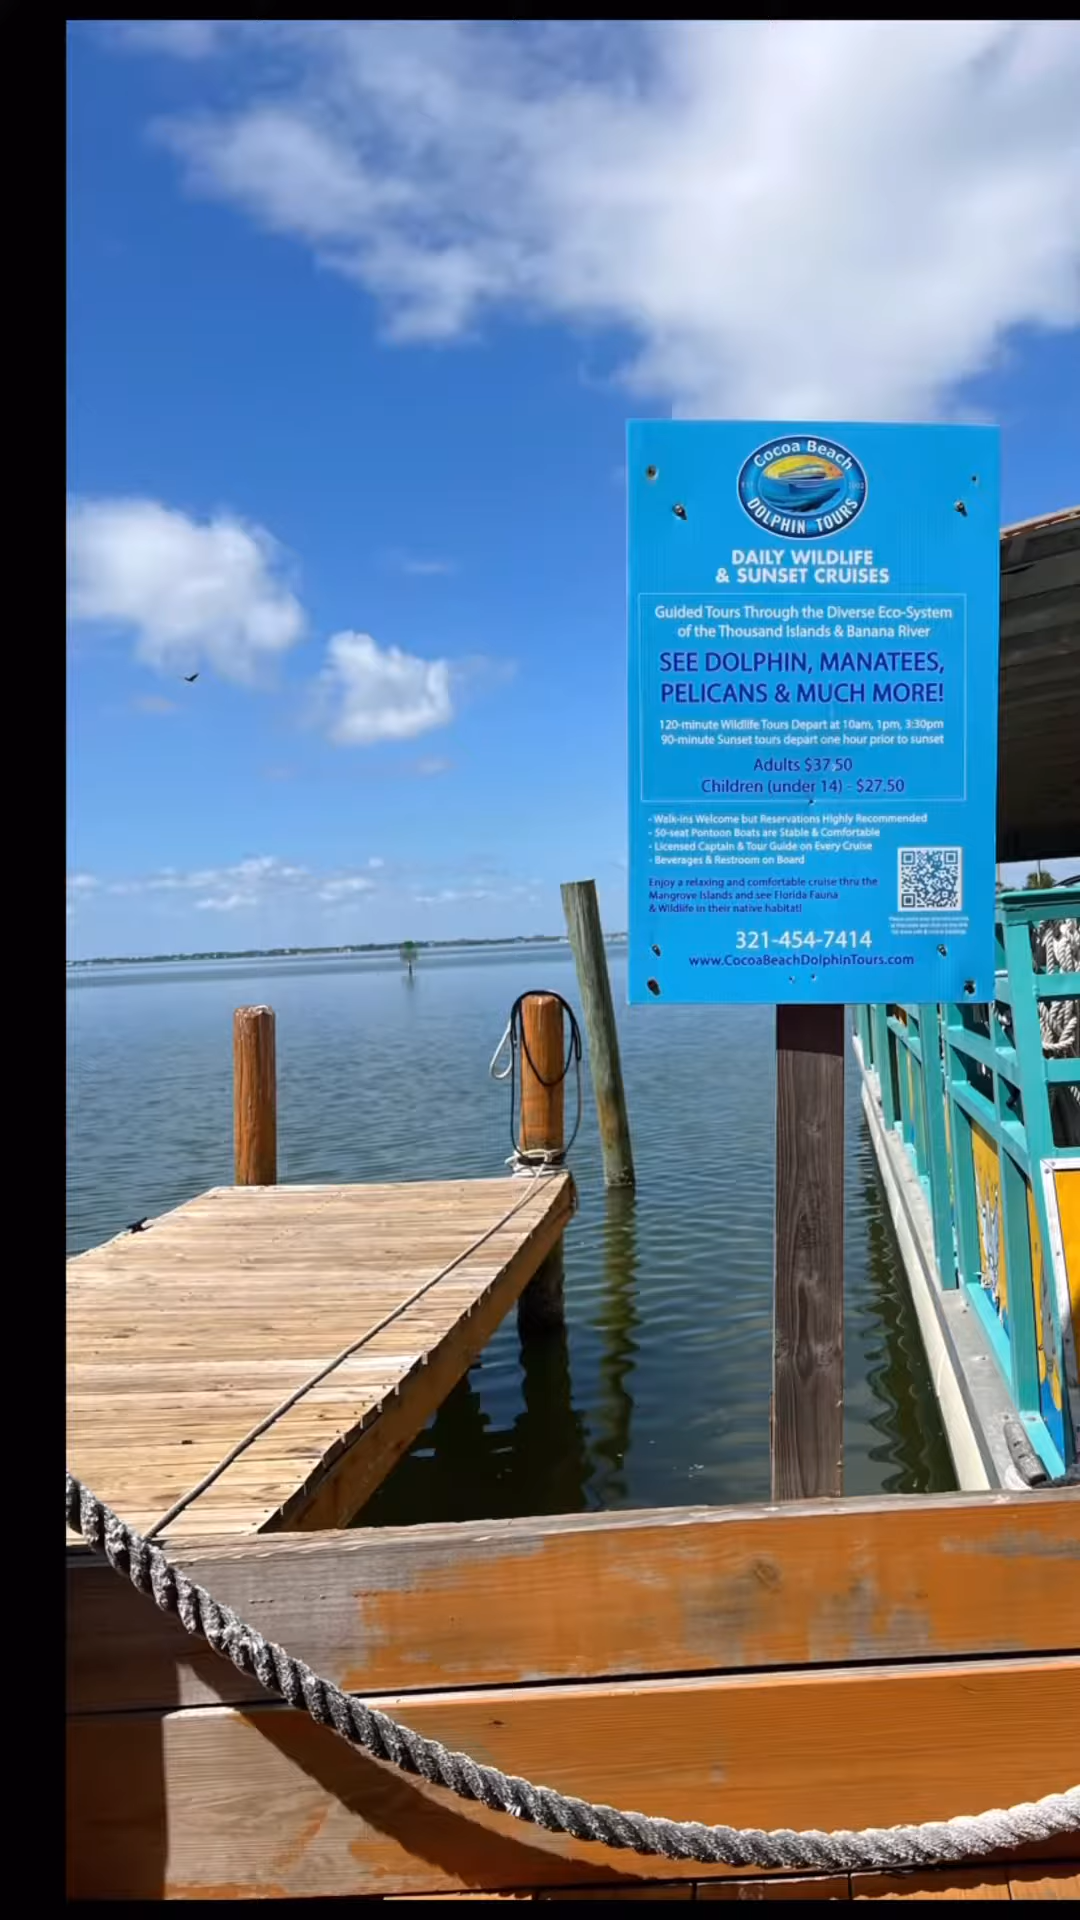 Cocoa Beach
DOLPHIN TOURS
DAILY WILDLIFE
& SUNSET CRUISES
Guided Tours Through the Diverse Eco-System
of the Thousand Islands & Banana River
SEE DOLPHIN, MANATEES,
PELICANS & MUCH MORE!
120-minute Wildlife Tours Depart at 10am, 1pm, 3:30pm
90-minute Sunset tours depart one hour prior to sunset
Adults $37.50
Children (under 14) - $27.50
- Walk-ins Welcome but Reservations Highly Recommended
- 50-seat Pontoon Boats are Stable & Comfortable
- Licensed Captain & Tour Guide on Every Cruise
- Beverages & Restroom on Board
Enjoy a relaxing and comfortable cruise thru the
Mangrove Islands and see Florida Fauna
& Wildlife in their native habitat!
321-454-7414
www.CocoaBeachDolphinTours.com